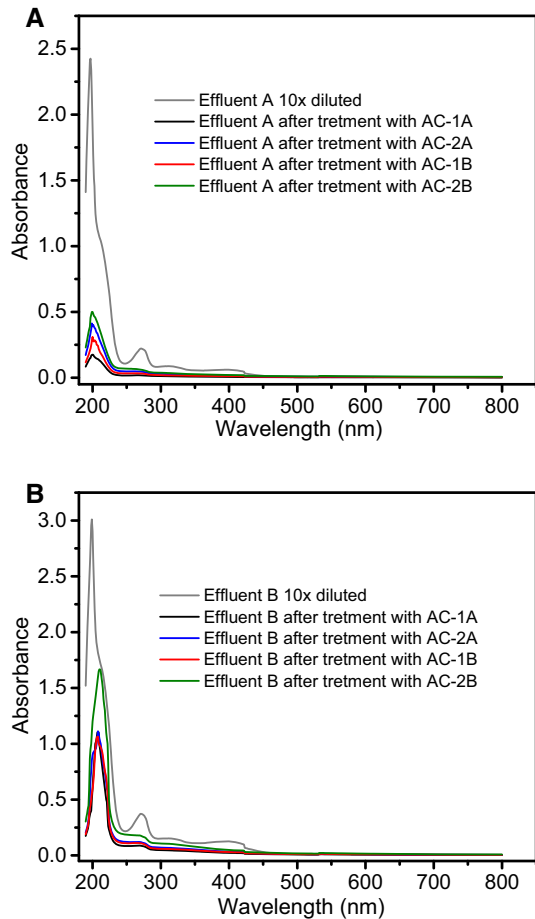 A
2.5
2.0
1.5
1.0
0.5
0.0
Absorbance
Effluent A 10x diluted
Effluent A after tretment with AC-1A
Effluent A after tretment with AC-2A
Effluent A after tretment with AC-1B
Effluent A after tretment with AC-2B
200 300 400 500 600 700 800
Wavelength (nm)
B
3.0
2.5
2.0
1.5
1.0
0.5
0.0
Absorbance
Effluent B 10x diluted
Effluent B after tretment with AC-1A
Effluent B after tretment with AC-2A
Effluent B after tretment with AC-1B
Effluent B after tretment with AC-2B
200 300 400 500 600 700 800
Wavelength (nm)